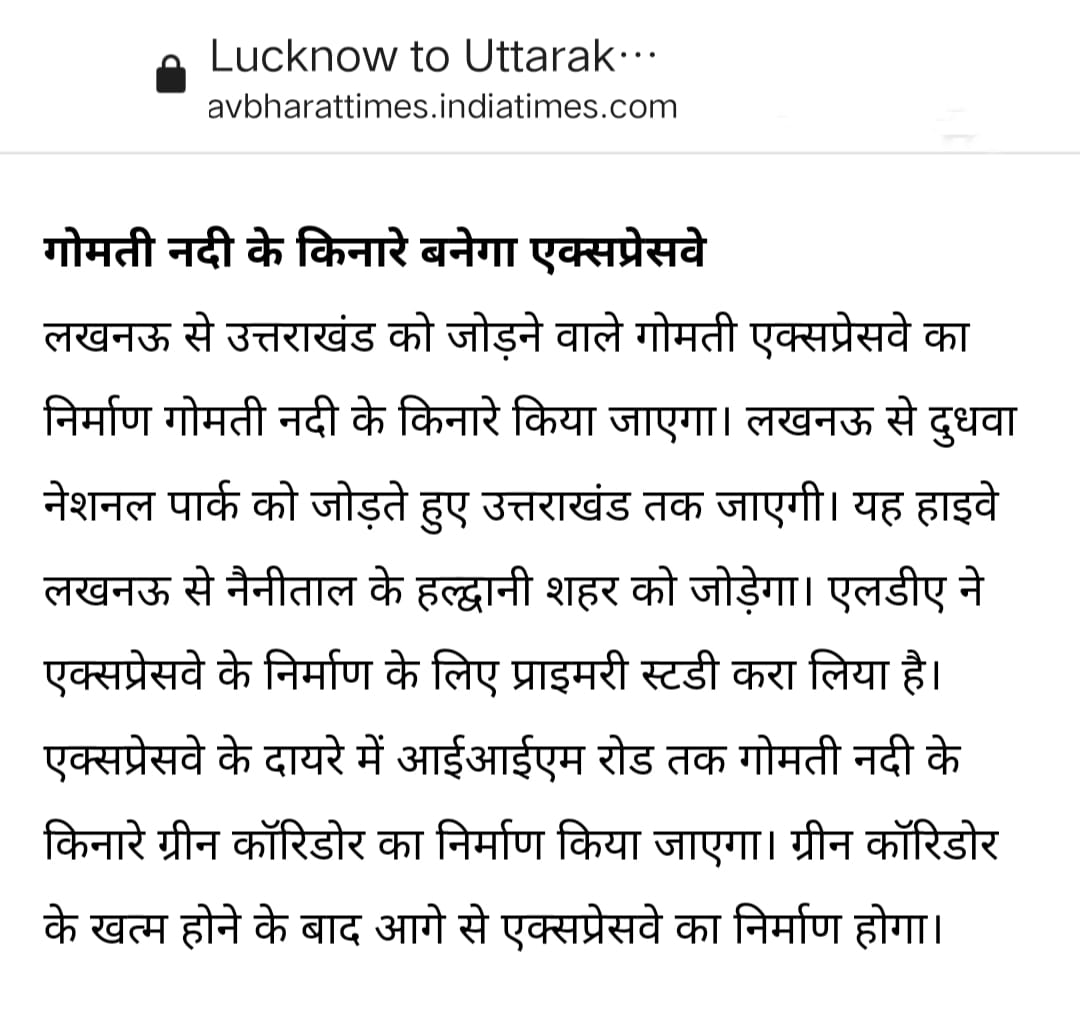 Lucknow to Uttarak...
avbharattimes.indiatimes.com
गोमती नदी के किनारे बनेगा एक्सप्रेसवे
लखनऊ से उत्तराखंड को जोड़ने वाले गोमती एक्सप्रेसवे का
निर्माण गोमती नदी के किनारे किया जाएगा। लखनऊ से दुधवा
नेशनल पार्क को जोड़ते हुए उत्तराखंड तक जाएगी। यह हाइवे
लखनऊ से नैनीताल के हल्द्वानी शहर को जोड़ेगा। एलडीए ने
एक्सप्रेसवे के निर्माण के लिए प्राइमरी स्टडी करा लिया है।
एक्सप्रेसवे के दायरे में आईआईएम रोड तक गोमती नदी के
किनारे ग्रीन कॉरिडोर का निर्माण किया जाएगा। ग्रीन कॉरिडोर
के खत्म होने के बाद आगे से एक्सप्रेसवे का निर्माण होगा।